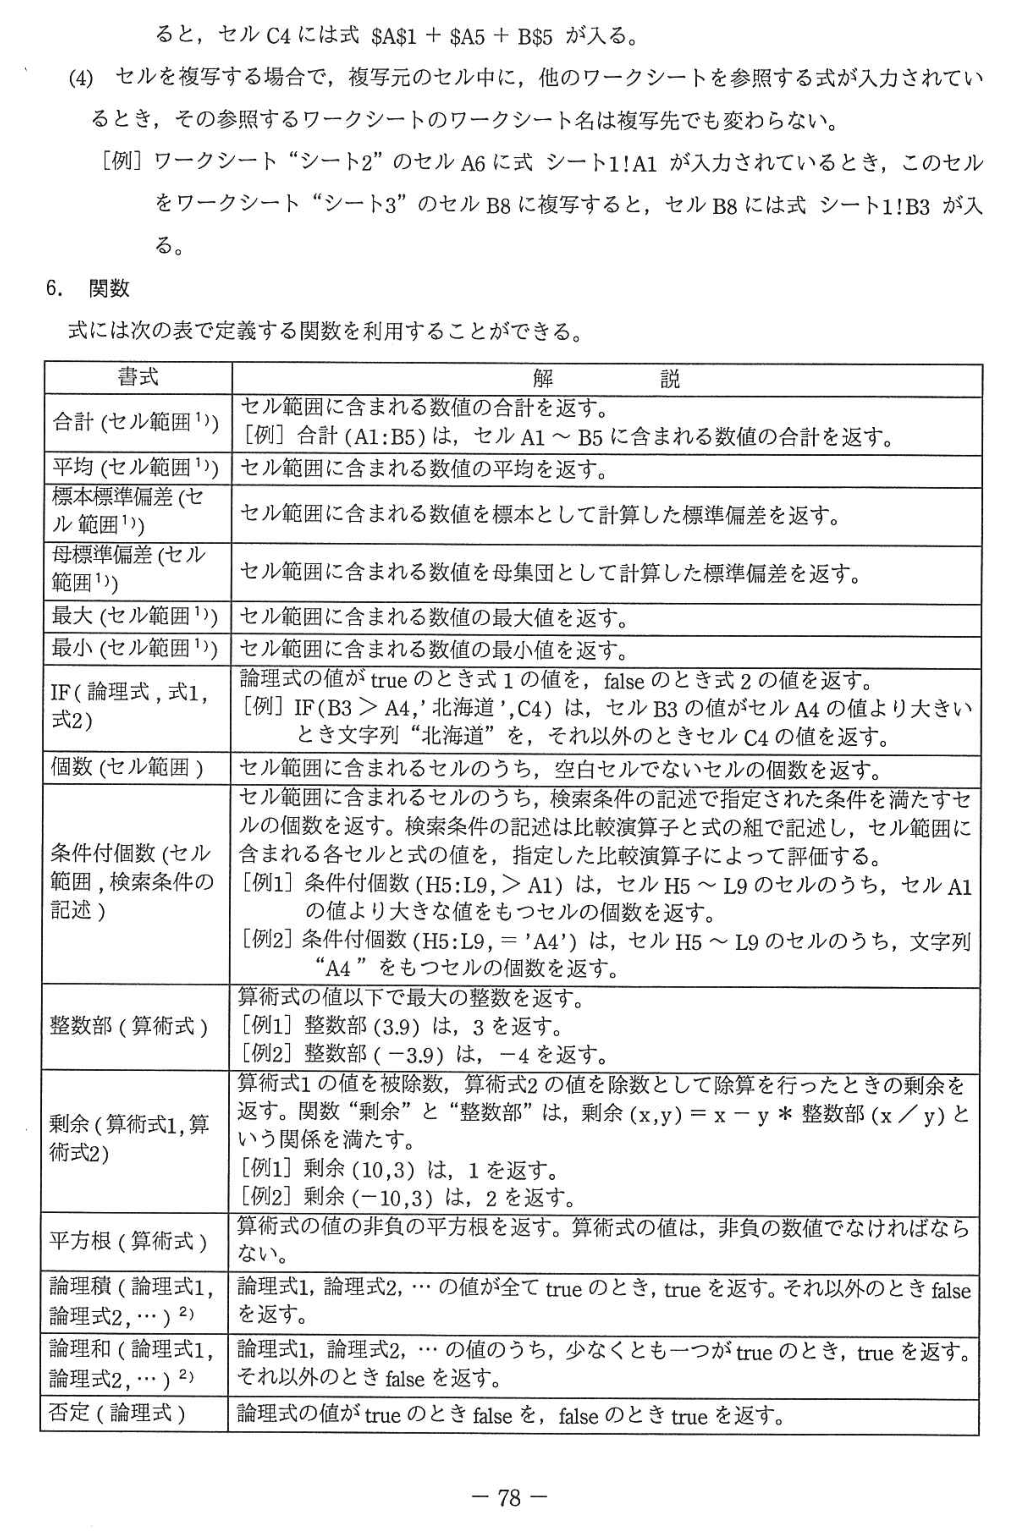 ると，セル C4 には式 $A$1 + $A5 + B$5 が入る。
(4) セルを複写する場合で，複写元のセル中に，他のワークシートを参照する式が入力されてい
るとき，その参照するワークシートのワークシート名は複写先でも変わらない。
［例］ワークシート “シート2” のセル A6 に式 シート1!A1 が入力されているとき，このセル
をワークシート “シート3” のセル B8 に複写すると，セル B8 には式 シート1!B3 が入
る。
6. 関数
式には次の表で定義する関数を利用することができる。
書式 解 説
合計 (セル範囲1))
セル範囲に含まれる数値の合計を返す。
［例］合計 (A1:B5) は，セル A1 ～ B5 に含まれる数値の合計を返す。
平均 (セル範囲1)) セル範囲に含まれる数値の平均を返す。
標本標準偏差 (セ
ル 範囲1))
セル範囲に含まれる数値を標本として計算した標準偏差を返す。
母標準偏差 (セル
範囲1))
セル範囲に含まれる数値を母集団として計算した標準偏差を返す。
最大 (セル範囲1)) セル範囲に含まれる数値の最大値を返す。
最小 (セル範囲1)) セル範囲に含まれる数値の最小値を返す。
IF( 論理式 , 式1,
式2)
論理式の値が true のとき式 1 の値を，false のとき式 2 の値を返す。
［例］IF(B3 ＞ A4,' 北海道 ',C4) は，セル B3 の値がセル A4 の値より大きい
とき文字列 “北海道” を，それ以外のときセル C4 の値を返す。
個数 (セル範囲 ) セル範囲に含まれるセルのうち，空白セルでないセルの個数を返す。
条件付個数 (セル
範囲 , 検索条件の
記述 )
セル範囲に含まれるセルのうち，検索条件の記述で指定された条件を満たすセ
ルの個数を返す。検索条件の記述は比較演算子と式の組で記述し，セル範囲に
含まれる各セルと式の値を，指定した比較演算子によって評価する。
［例1］条件付個数 (H5:L9,＞ A1) は，セル H5 ～ L9 のセルのうち，セル A1
の値より大きな値をもつセルの個数を返す。
［例2］条件付個数 (H5:L9, = 'A4') は，セル H5 ～ L9 のセルのうち，文字列
“A4 ” をもつセルの個数を返す。
整数部 ( 算術式 )
算術式の値以下で最大の整数を返す。
［例1］整数部 (3.9) は，3 を返す。
［例2］整数部 ( －3.9) は，－4 を返す。
剰余 ( 算術式1, 算
術式2)
算術式1 の値を被除数，算術式2 の値を除数として除算を行ったときの剰余を
返す。関数 “剰余” と “整数部” は，剰余 (x,y) = x － y ＊ 整数部 (x ／ y) と
いう関係を満たす。
［例1］剰余 (10,3) は，1 を返す。
［例2］剰余 (－10,3) は，2 を返す。
平方根 ( 算術式 )
算術式の値の非負の平方根を返す。算術式の値は，非負の数値でなければなら
ない。
論理積 ( 論理式1,
論理式2, … ) 2)
論理式1, 論理式2, … の値が全て true のとき, true を返す。それ以外のとき false
を返す。
論理和 ( 論理式1,
論理式2, … ) 2)
論理式1，論理式2，… の値のうち，少なくとも一つが true のとき，true を返す。
それ以外のとき false を返す。
否定 ( 論理式 ) 論理式の値が true のとき false を，false のとき true を返す。
－ 78 －